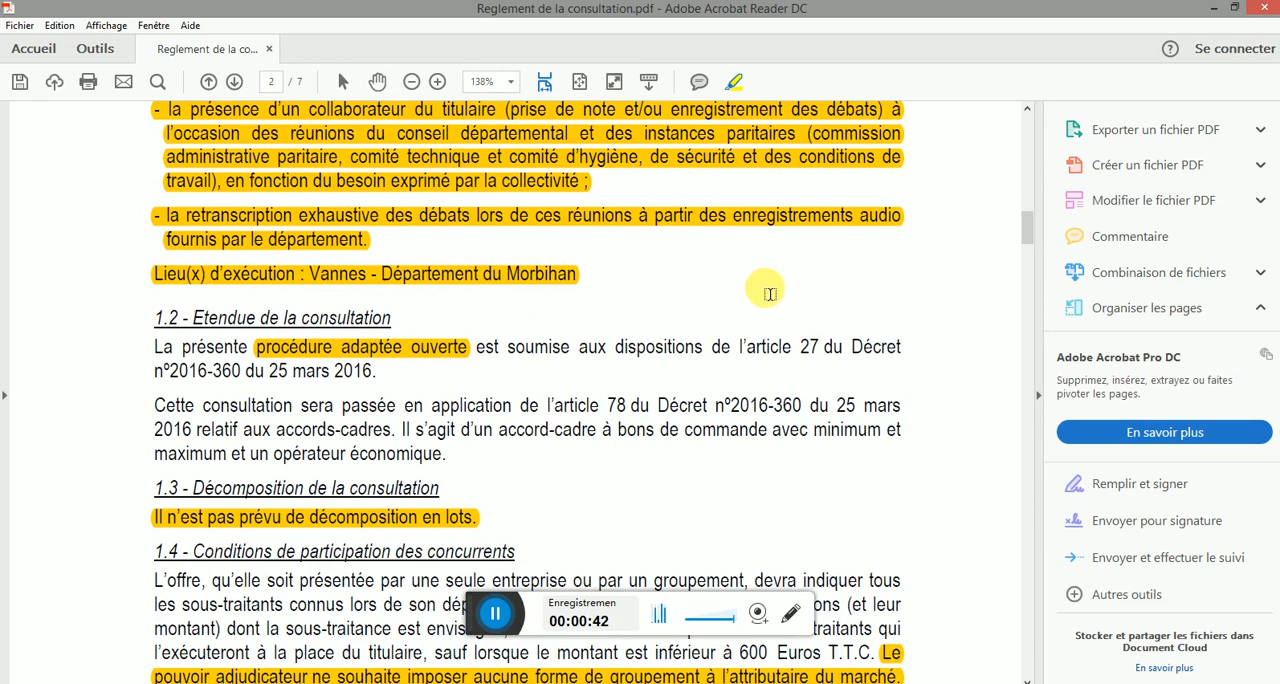 Reglement de la consultation.pdf - Adobe Acrobat Reader DC
Fichier Edition Affichage Fenêtre Aide
Accueil Outils Reglement de la co... × ? Se connecter
2 / 7 138%
- la présence d'un collaborateur du titulaire (prise de note et/ou enregistrement des débats) à
l'occasion des réunions du conseil départemental et des instances paritaires (commission
administrative paritaire, comité technique et comité d'hygiène, de sécurité et des conditions de
travail), en fonction du besoin exprimé par la collectivité ;
- la retranscription exhaustive des débats lors de ces réunions à partir des enregistrements audio
fournis par le département.
Lieu(x) d'exécution : Vannes - Département du Morbihan
1.2 - Etendue de la consultation
La présente procédure adaptée ouverte est soumise aux dispositions de l'article 27 du Décret
nº2016-360 du 25 mars 2016.
Cette consultation sera passée en application de l'article 78 du Décret nº2016-360 du 25 mars
2016 relatif aux accords-cadres. Il s'agit d'un accord-cadre à bons de commande avec minimum et
maximum et un opérateur économique.
1.3 - Décomposition de la consultation
Il n'est pas prévu de décomposition en lots.
1.4 - Conditions de participation des concurrents
L'offre, qu'elle soit présentée par une seule entreprise ou par un groupement, devra indiquer tous
les sous-traitants connus lors de son (et leur
montant) dont la sous-traitance est qui
l'exécuteront à la place du titulaire, sauf lorsque le montant est inférieur à 600 Euros T.T.C. Le
pouvoir adjudicateur ne souhaite imposer aucune forme de groupement à l'attributaire du marché.
Enregistremen
00:00:42
Exporter un fichier PDF
Créer un fichier PDF
Modifier le fichier PDF
Commentaire
Combinaison de fichiers
Organiser les pages
Adobe Acrobat Pro DC
Supprimez, insérez, extrayez ou faites
pivoter les pages.
En savoir plus
Remplir et signer
Envoyer pour signature
Envoyer et effectuer le suivi
Autres outils
Stocker et partager les fichiers dans
Document Cloud
En savoir plus